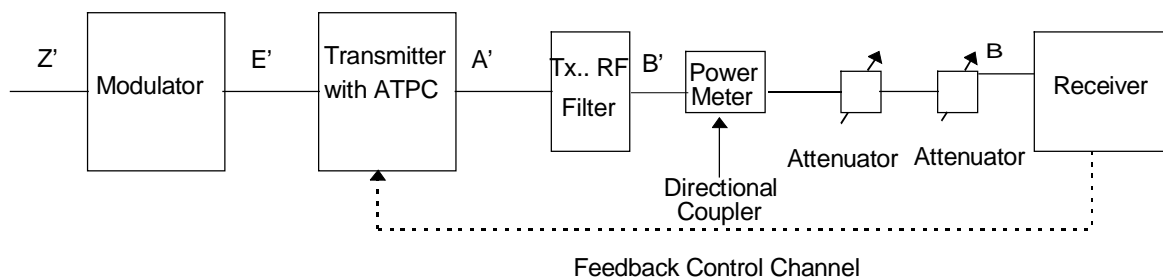 Z’
Modulator
E’
Transmitter
with ATPC
A’
Tx.. RF
Filter
B’
Power
Meter
Attenuator
Attenuator
B
Receiver
Directional
Coupler
Feedback Control Channel